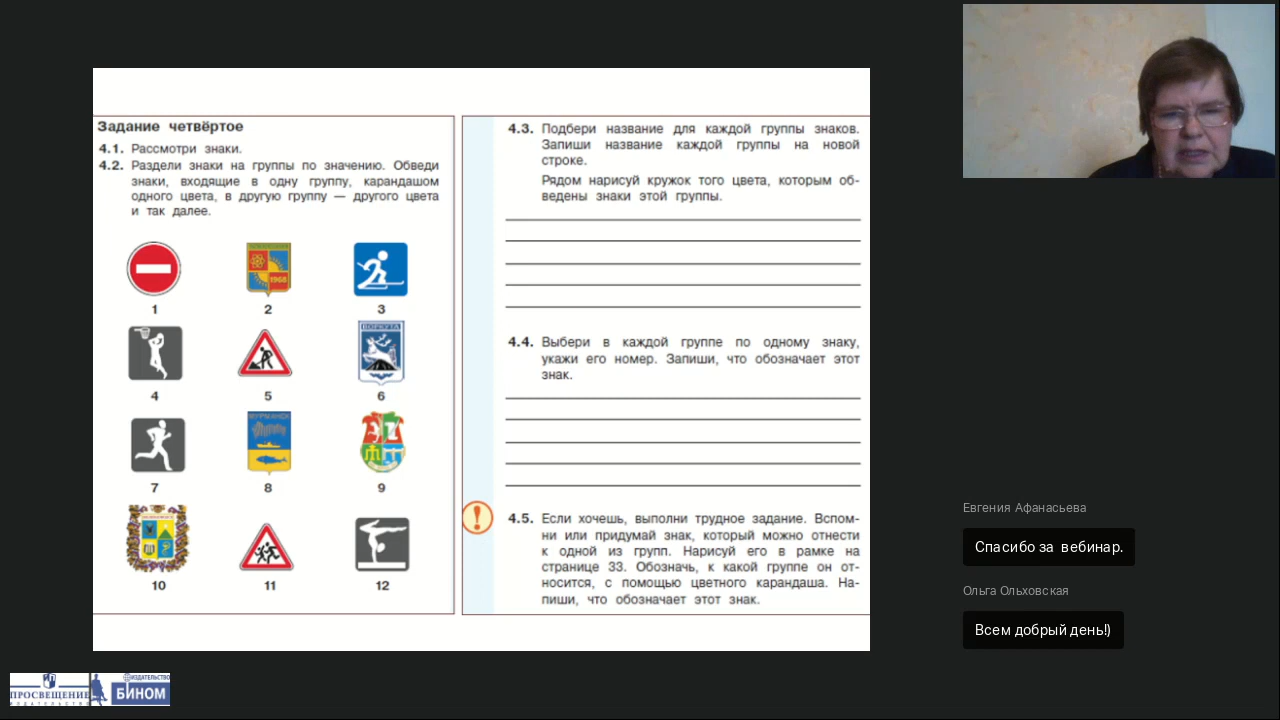 Задание четвёртое
4.1. Рассмотри знаки.
4.2. Раздели знаки на группы по значению. Обведи
знаки, входящие в одну группу, карандашом
одного цвета, в другую группу — другого цвета
и так далее.
1968
1
2
3
ВОРКУТА
4
5
6
МУРМАНСК
7
8
9
10
11
12
4.3. Подбери название для каждой группы знаков.
Запиши название каждой группы на новой
строке.
Рядом нарисуй кружок того цвета, которым об-
ведены знаки этой группы.
4.4. Выбери в каждой группе по одному знаку,
укажи его номер. Запиши, что обозначает этот
знак.
!
4.5. Если хочешь, выполни трудное задание. Вспом-
ни или придумай знак, который можно отнести
к одной из групп. Нарисуй его в рамке на
странице 33. Обозначь, к какой группе он от-
носится, с помощью цветного карандаша. На-
пиши, что обозначает этот знак.
Евгения Афанасьева
Спасибо за вебинар.
Ольга Ольховская
Всем добрый день!)
ПРОСВЕЩЕНИЕ
ИЗДАТЕЛЬСТВО
ИЗДАТЕЛЬСТВО
БИНОМ